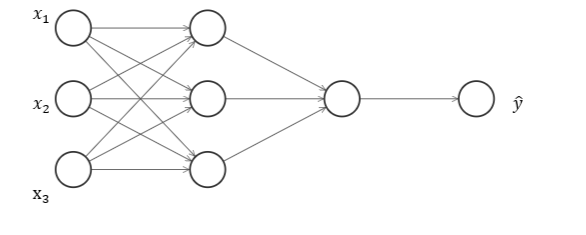 x₁
x₂
x₃
ŷ